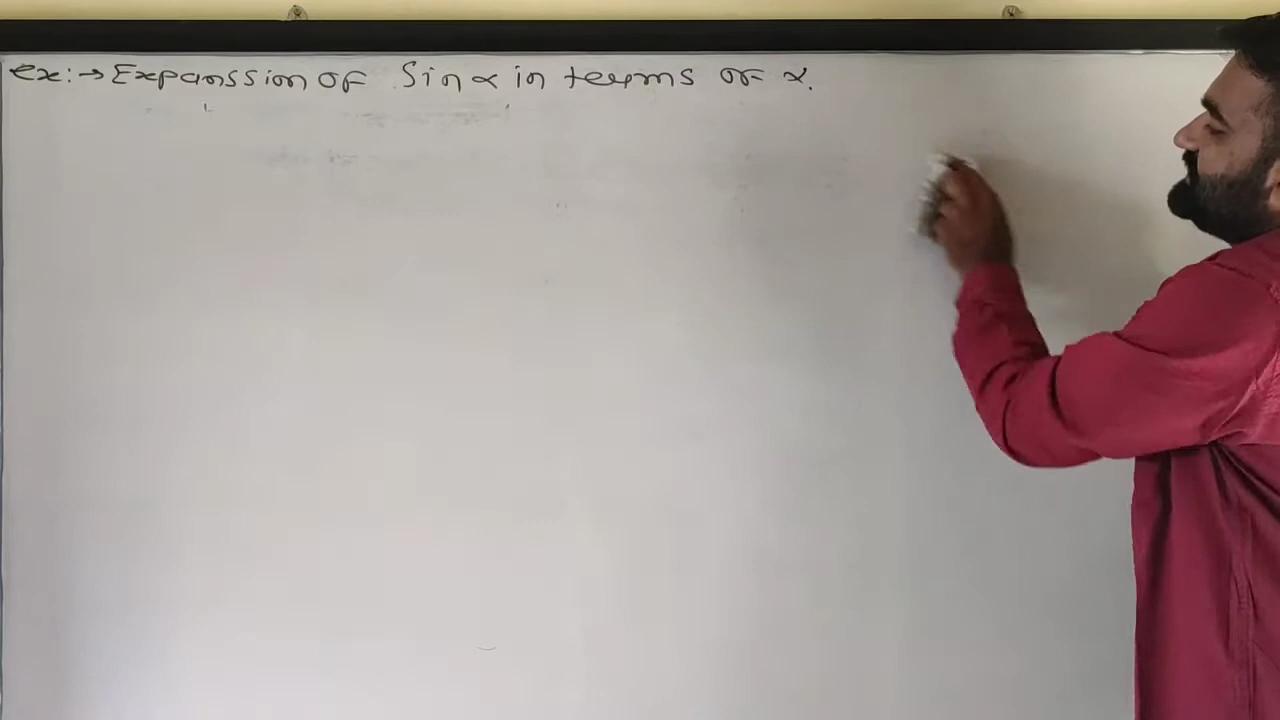 ex:→ Expanssion of Sin α in terms of α.